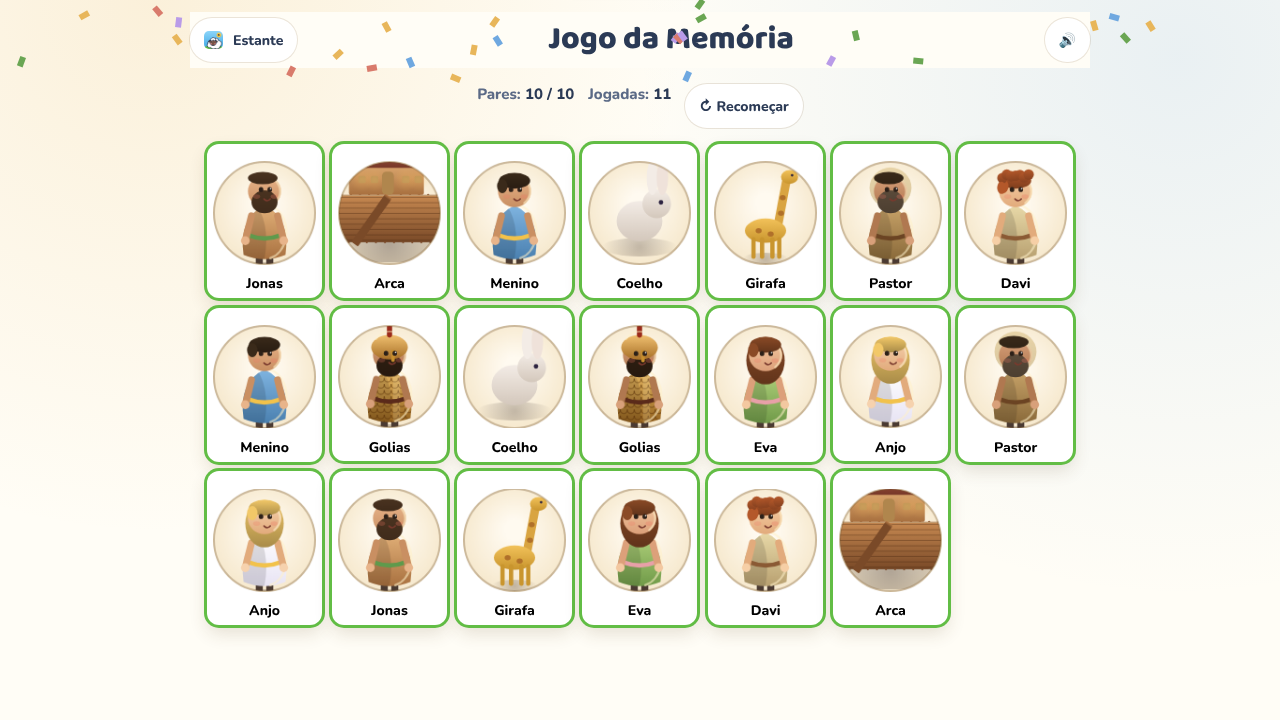 Estante
Jogo da Memória
Pares: 10 / 10 Jogadas: 11 ↻ Recomeçar
Jonas Arca Menino Coelho Girafa Pastor Davi
Menino Golias Coelho Golias Eva Anjo Pastor
Anjo Jonas Girafa Eva Davi Arca